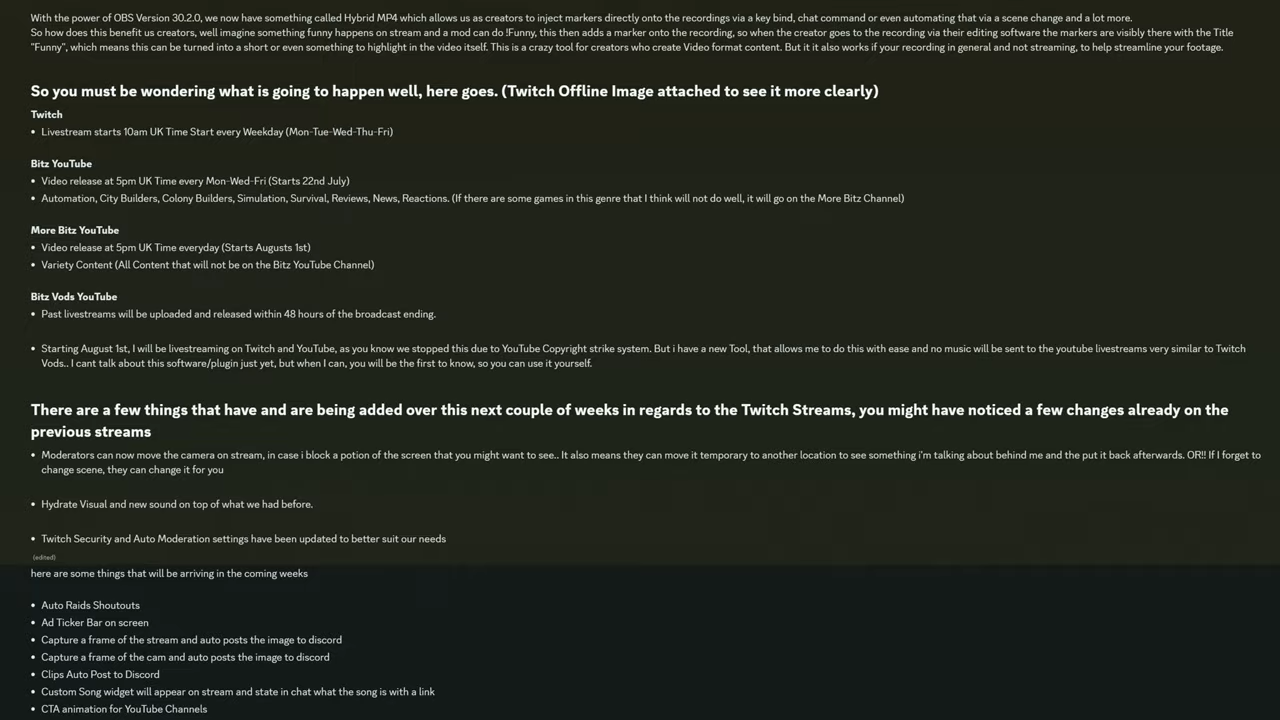 With the power of OBS Version 30.2.0, we now have something called Hybrid MP4 which allows us as creators to inject markers directly onto the recordings via a key bind, chat command or even automating that via a scene change and a lot more.
So how does this benefit us creators, well imagine something funny happens on stream and a mod can do !Funny, this then adds a marker onto the recording, so when the creator goes to the recording via their editing software the markers are visibly there with the Title
"Funny", which means this can be turned into a short or even something to highlight in the video itself. This is a crazy tool for creators who create Video format content. But it it also works if your recording in general and not streaming, to help streamline your footage.
So you must be wondering what is going to happen well, here goes. (Twitch Offline Image attached to see it more clearly)
Twitch
• Livestream starts 10am UK Time Start every Weekday (Mon-Tue-Wed-Thu-Fri)
Bitz YouTube
• Video release at 5pm UK Time every Mon-Wed-Fri (Starts 22nd July)
• Automation, City Builders, Colony Builders, Simulation, Survival, Reviews, News, Reactions. (If there are some games in this genre that I think will not do well, it will go on the More Bitz Channel)
More Bitz YouTube
• Video release at 5pm UK Time everyday (Starts Augusts 1st)
• Variety Content (All Content that will not be on the Bitz YouTube Channel)
Bitz Vods YouTube
• Past livestreams will be uploaded and released within 48 hours of the broadcast ending.
• Starting August 1st, I will be livestreaming on Twitch and YouTube, as you know we stopped this due to YouTube Copyright strike system. But i have a new Tool, that allows me to do this with ease and no music will be sent to the youtube livestreams very similar to Twitch
Vods.. I cant talk about this software/plugin just yet, but when I can, you will be the first to know, so you can use it yourself.
There are a few things that have and are being added over this next couple of weeks in regards to the Twitch Streams, you might have noticed a few changes already on the
previous streams
• Moderators can now move the camera on stream, in case i block a potion of the screen that you might want to see.. It also means they can move it temporary to another location to see something i'm talking about behind me and the put it back afterwards. OR!! If I forget to
change scene, they can change it for you
• Hydrate Visual and new sound on top of what we had before.
• Twitch Security and Auto Moderation settings have been updated to better suit our needs
(edited)
here are some things that will be arriving in the coming weeks
• Auto Raids Shoutouts
• Ad Ticker Bar on screen
• Capture a frame of the stream and auto posts the image to discord
• Capture a frame of the cam and auto posts the image to discord
• Clips Auto Post to Discord
• Custom Song widget will appear on stream and state in chat what the song is with a link
• CTA animation for YouTube Channels